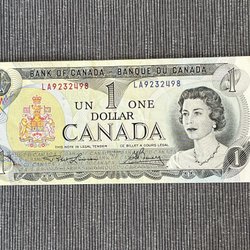 BANK OF CANADA - BANQUE DU CANADA
LA9232498 LA9232498
UN 1 ONE
DOLLAR
CANADA
THIS NOTE IS LEGAL TENDER CE BILLET A COURS LÉGAL
1 1